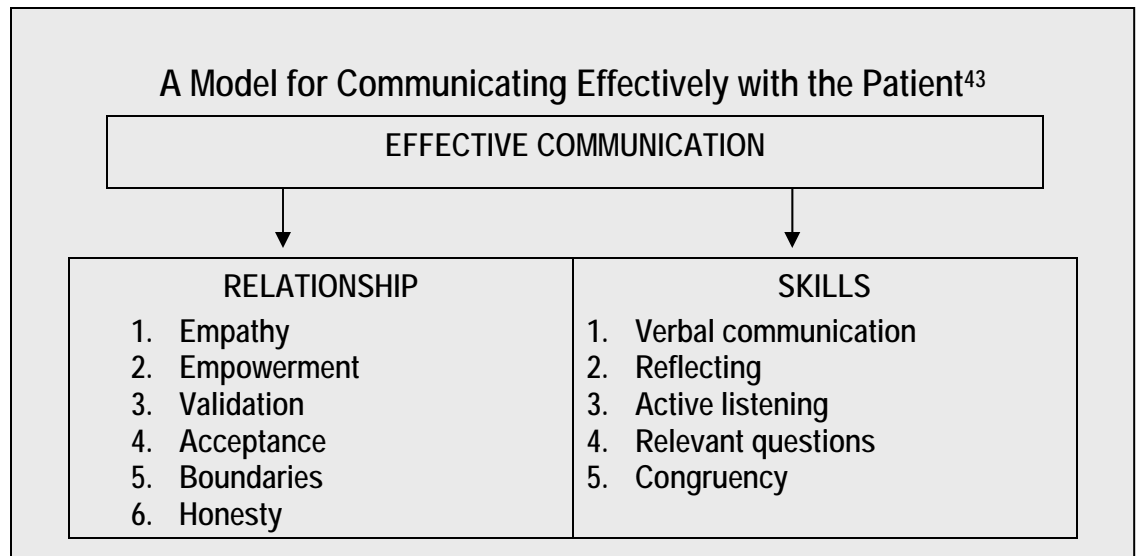 A Model for Communicating Effectively with the Patient⁴³
EFFECTIVE COMMUNICATION
RELATIONSHIP
1. Empathy
2. Empowerment
3. Validation
4. Acceptance
5. Boundaries
6. Honesty
SKILLS
1. Verbal communication
2. Reflecting
3. Active listening
4. Relevant questions
5. Congruency